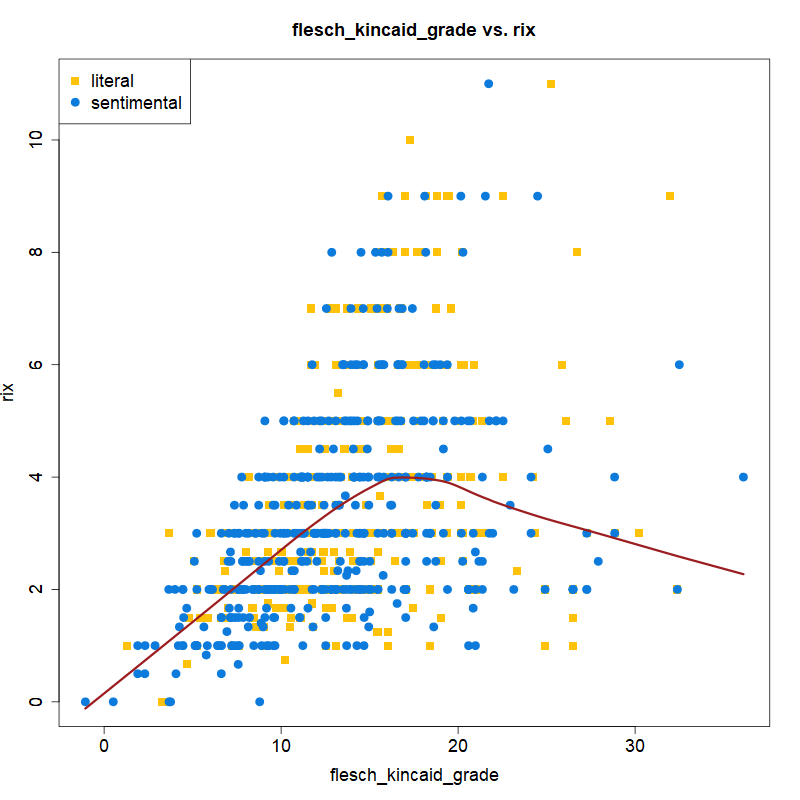 flesch_kincaid_grade vs. rix
literal
sentimental
10
8
6
4
2
0
rix
0 10 20 30
flesch_kincaid_grade